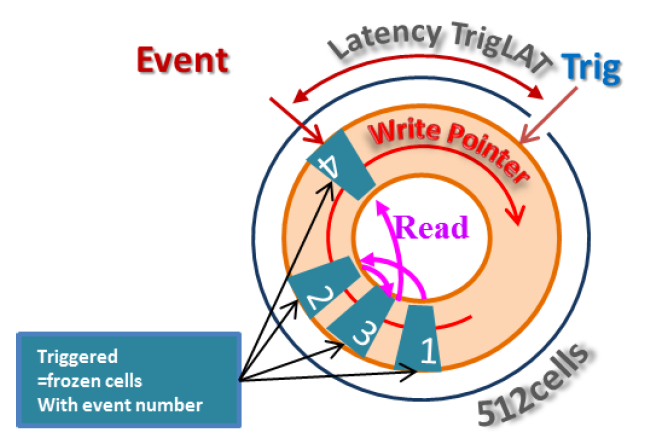 Latency TrigLAT
Event
Trig
Write Pointer
4
Read
2
3
1
Triggered
=frozen cells
With event number
512cells